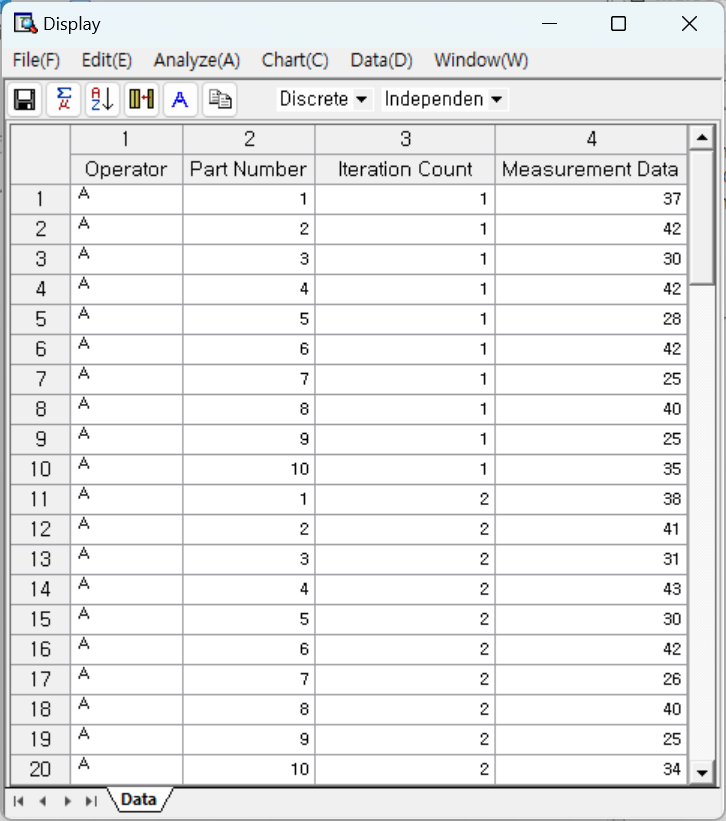 Display
File(F) Edit(E) Analyze(A) Chart(C) Data(D) Window(W)
Σ μ A Z A Discrete Independen
1 2 3 4
Operator Part Number Iteration Count Measurement Data
1 A 1 1 37
2 A 2 1 42
3 A 3 1 30
4 A 4 1 42
5 A 5 1 28
6 A 6 1 42
7 A 7 1 25
8 A 8 1 40
9 A 9 1 25
10 A 10 1 35
11 A 1 2 38
12 A 2 2 41
13 A 3 2 31
14 A 4 2 43
15 A 5 2 30
16 A 6 2 42
17 A 7 2 26
18 A 8 2 40
19 A 9 2 25
20 A 10 2 34
Data